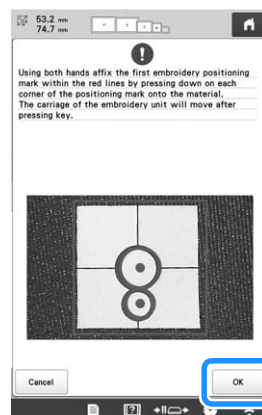 53.2 mm
74.7 mm
Using both hands affix the first embroidery positioning
mark within the red lines by pressing down on each
corner of the positioning mark onto the material.
The carriage of the embroidery unit will move after
pressing key.
Cancel
OK